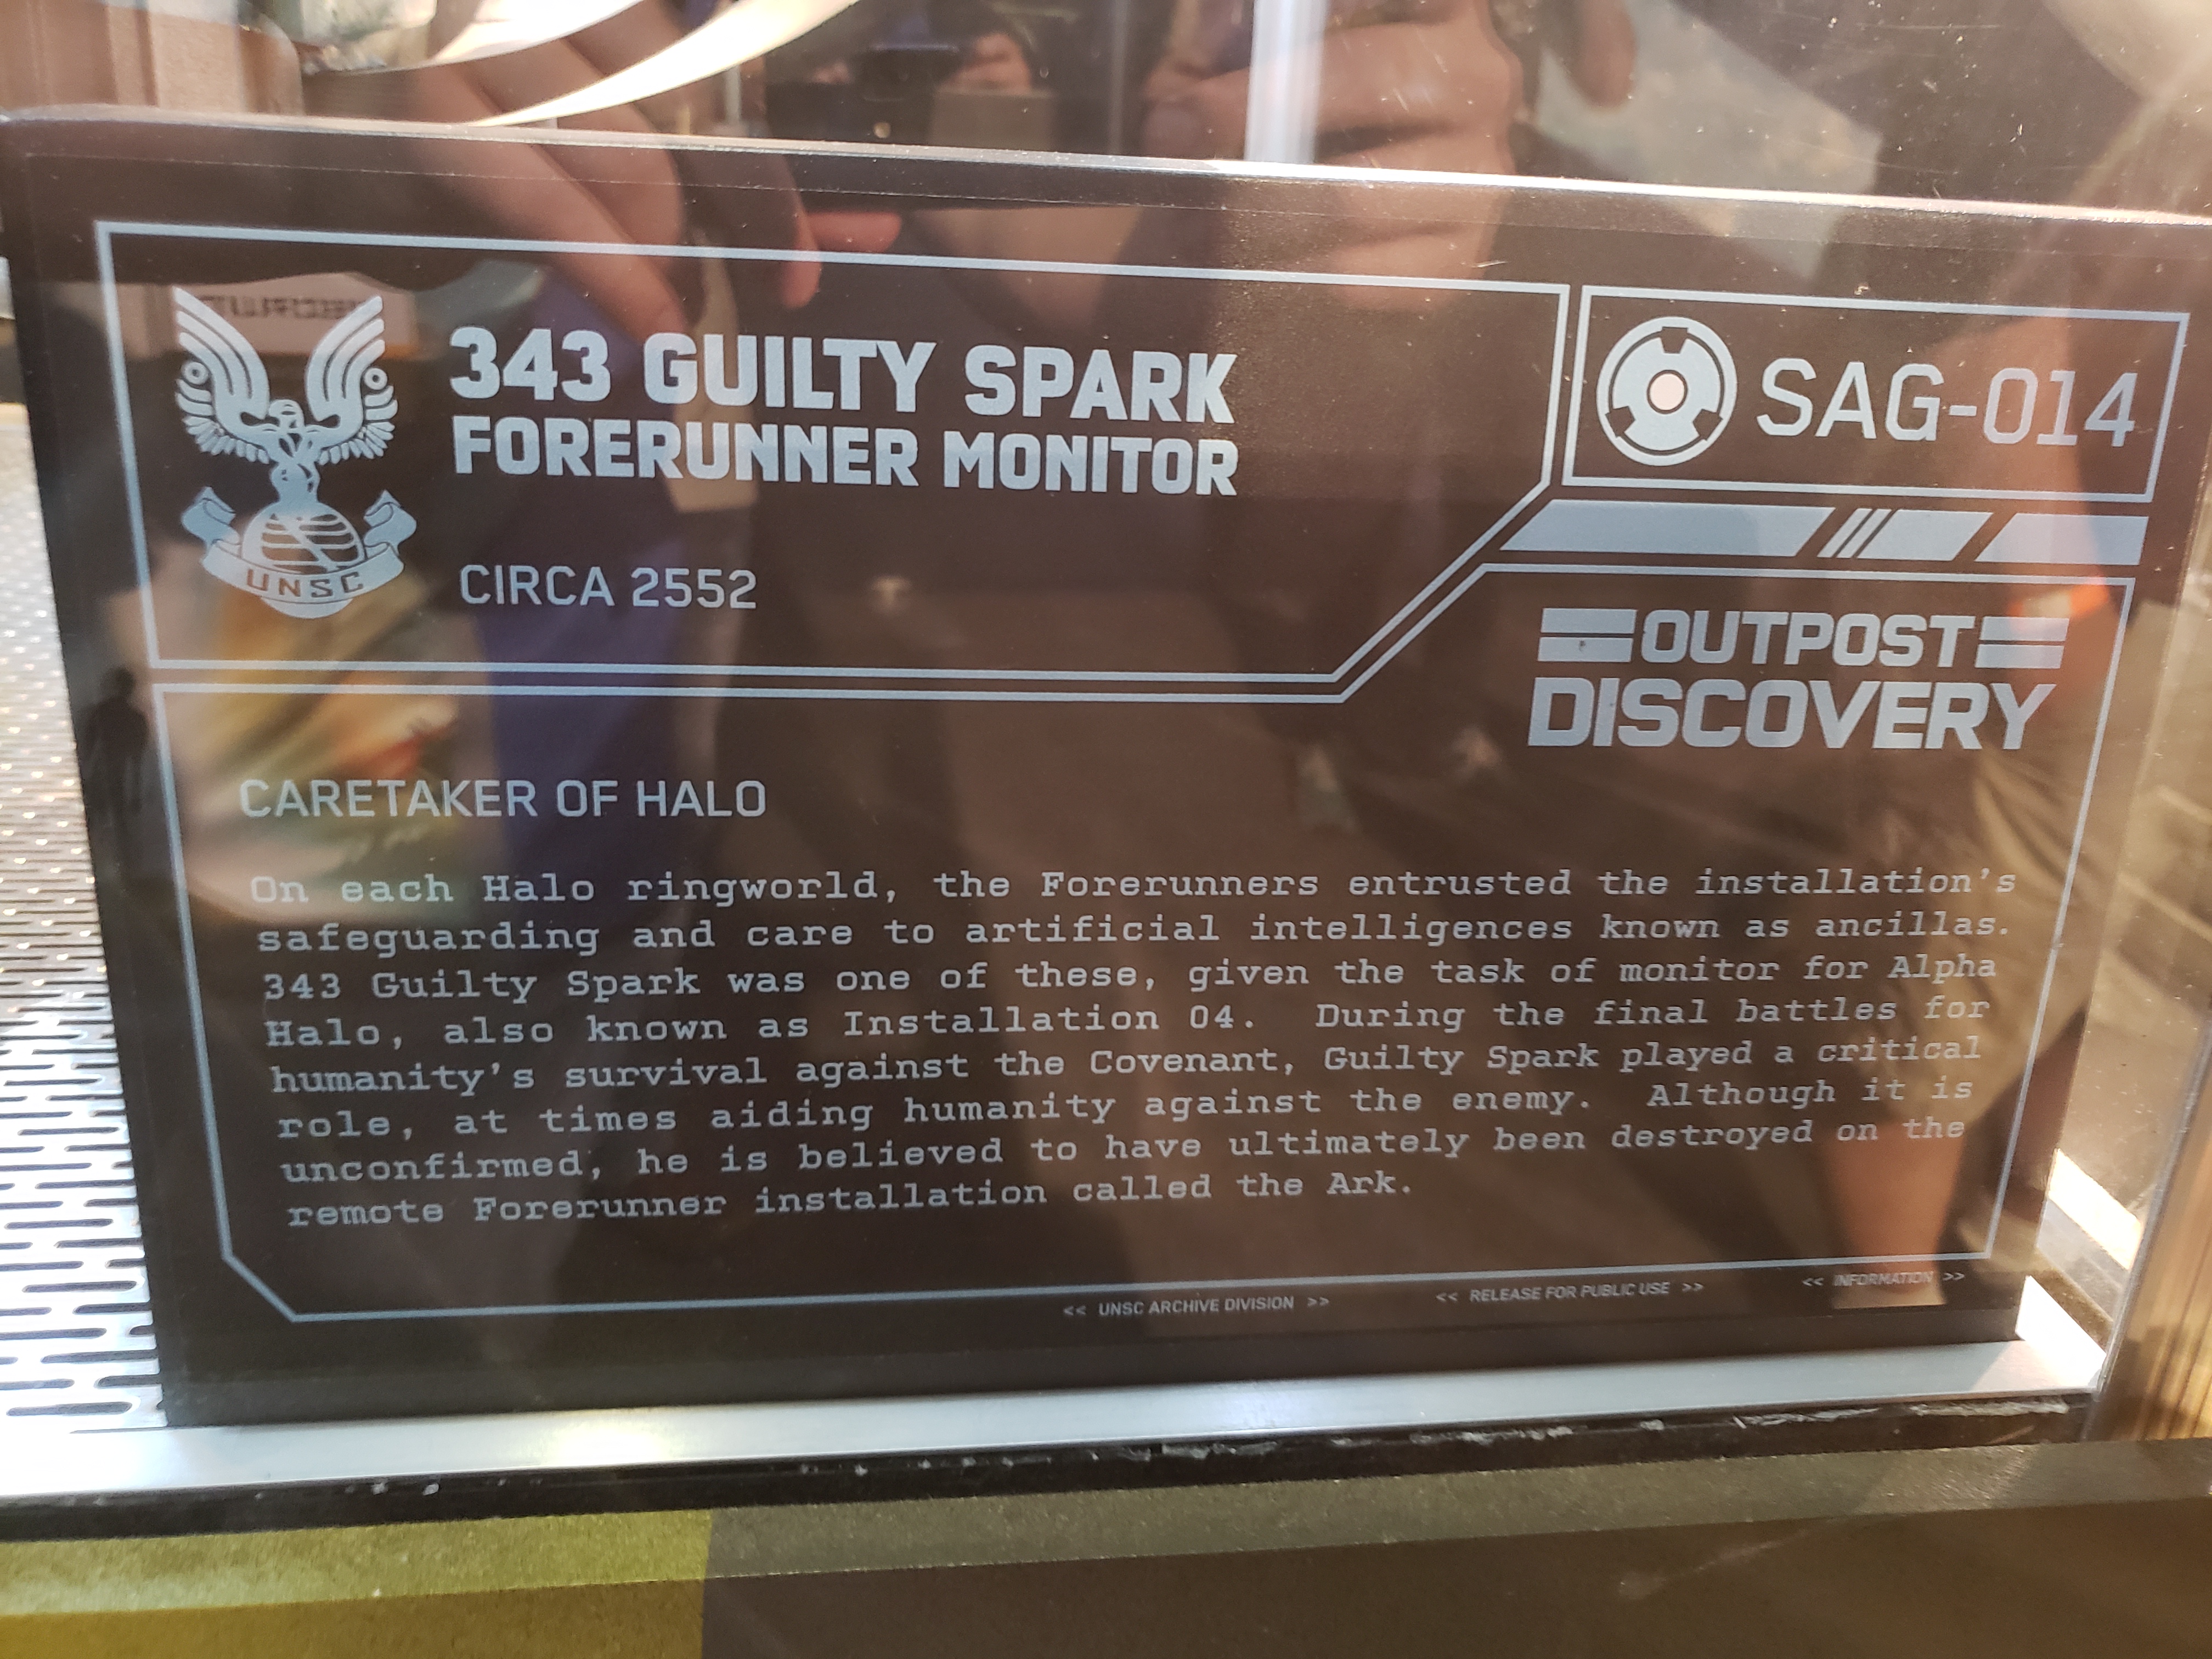 343 GUILTY SPARK
FORERUNNER MONITOR
CIRCA 2552
UNSC
SAG-014
OUTPOST
DISCOVERY
CARETAKER OF HALO
On each Halo ringworld, the Forerunners entrusted the installation's
safeguarding and care to artificial intelligences known as ancillas.
343 Guilty Spark was one of these, given the task of monitor for Alpha
Halo, also known as Installation 04. During the final battles for
humanity's survival against the Covenant, Guilty Spark played a critical
role, at times aiding humanity against the enemy. Although it is
unconfirmed, he is believed to have ultimately been destroyed on the
remote Forerunner installation called the Ark.
<< UNSC ARCHIVE DIVISION >> << RELEASE FOR PUBLIC USE >> << INFORMATION >>